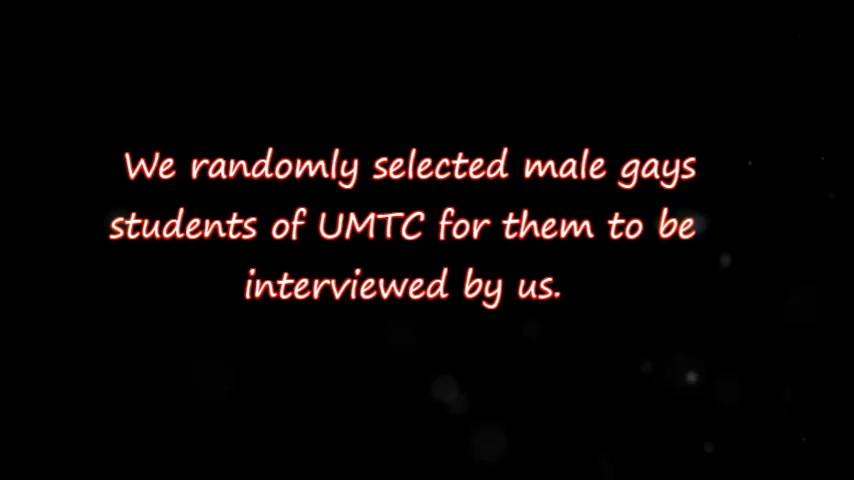 We randomly selected male gays
students of UMTC for them to be
interviewed by us.